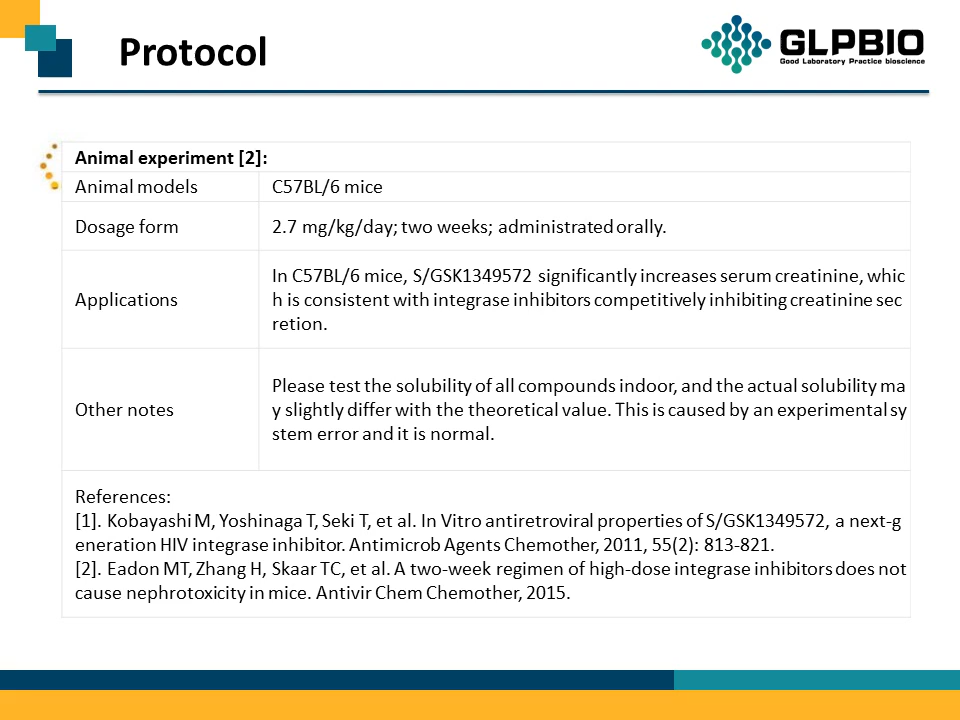 Protocol
GLPBIO
Good Laboratory Practice bioscience
Animal experiment [2]:
Animal models
C57BL/6 mice
Dosage form
2.7 mg/kg/day; two weeks; administrated orally.
Applications
In C57BL/6 mice, S/GSK1349572 significantly increases serum creatinine, whic
h is consistent with integrase inhibitors competitively inhibiting creatinine sec
retion.
Other notes
Please test the solubility of all compounds indoor, and the actual solubility ma
y slightly differ with the theoretical value. This is caused by an experimental sy
stem error and it is normal.
References:
[1]. Kobayashi M, Yoshinaga T, Seki T, et al. In Vitro antiretroviral properties of S/GSK1349572, a next-g
eneration HIV integrase inhibitor. Antimicrob Agents Chemother, 2011, 55(2): 813-821.
[2]. Eadon MT, Zhang H, Skaar TC, et al. A two-week regimen of high-dose integrase inhibitors does not
cause nephrotoxicity in mice. Antivir Chem Chemother, 2015.